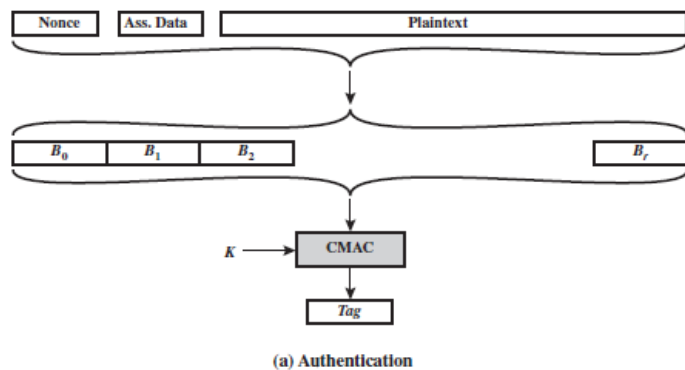 Nonce Ass. Data Plaintext
B0 B1 B2 Br
K CMAC
Tag
(a) Authentication